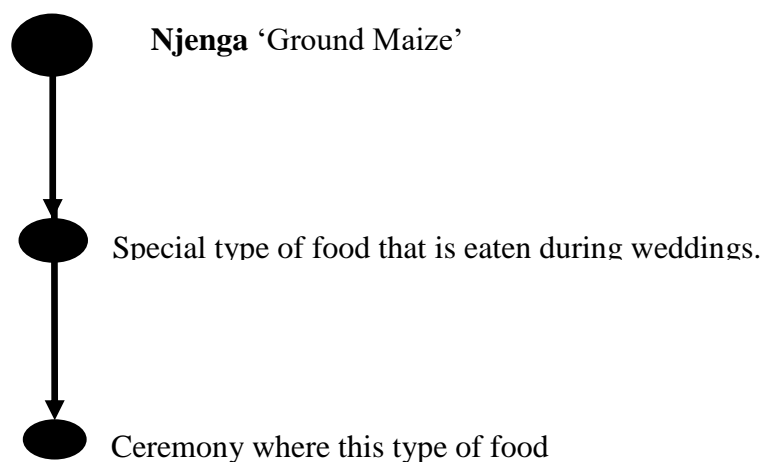 Njenga ‘Ground Maize’
Special type of food that is eaten during weddings.
Ceremony where this type of food